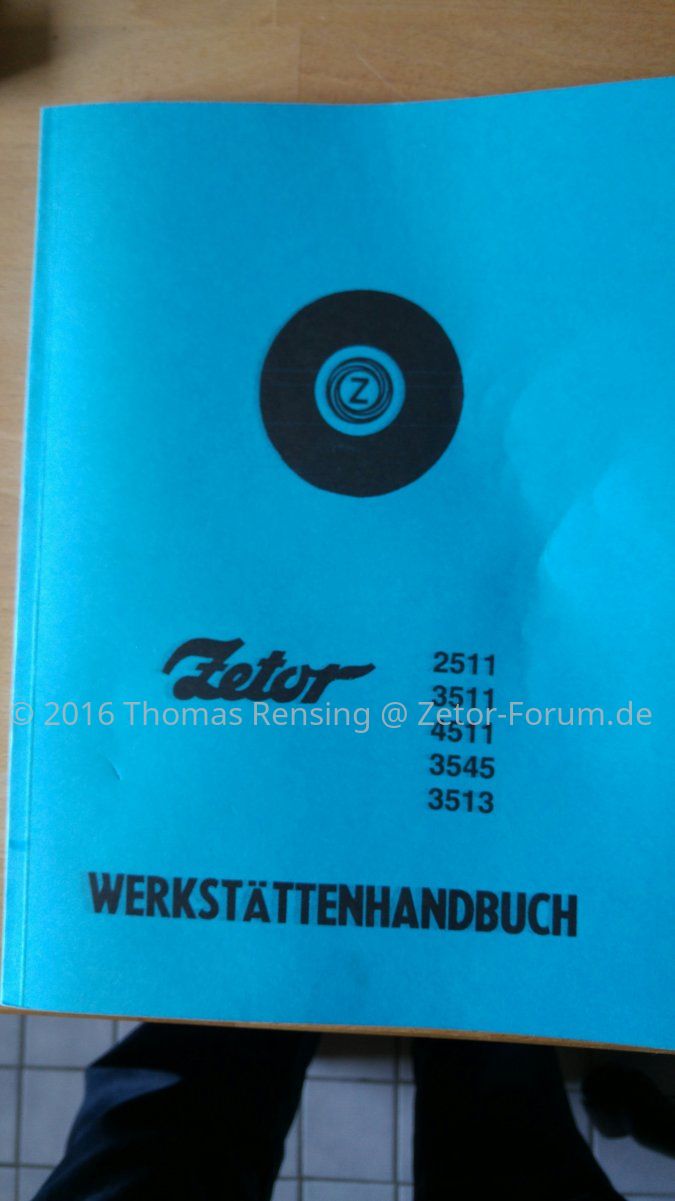 Z
Zetor
2511
3511
© 2016 Thomas Rensing @ Zetor-Forum.de
4511
3545
3513
WERKSTÄTTENHANDBUCH